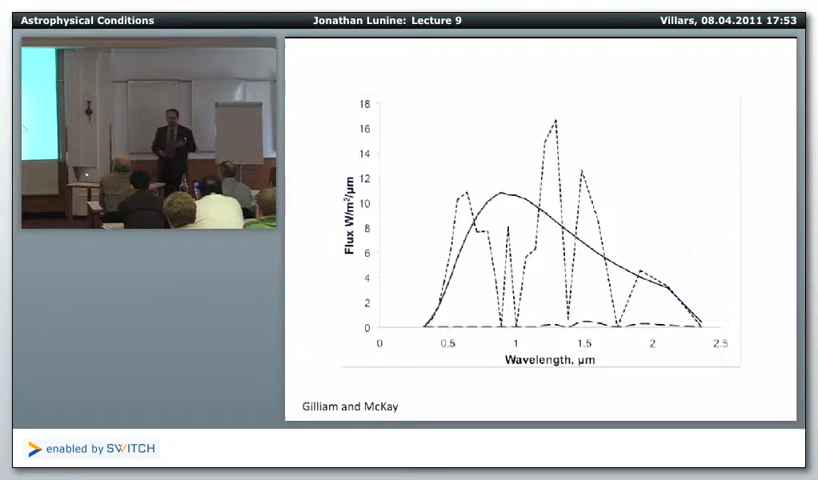 Astrophysical Conditions
Jonathan Lunine: Lecture 9
Villars, 08.04.2011 17:53
18
16
14
12
10
8
6
4
2
0
Flux W/m²/µm
0
0.5
1
1.5
2
2.5
Wavelength, µm
Gilliam and McKay
enabled by SWITCH